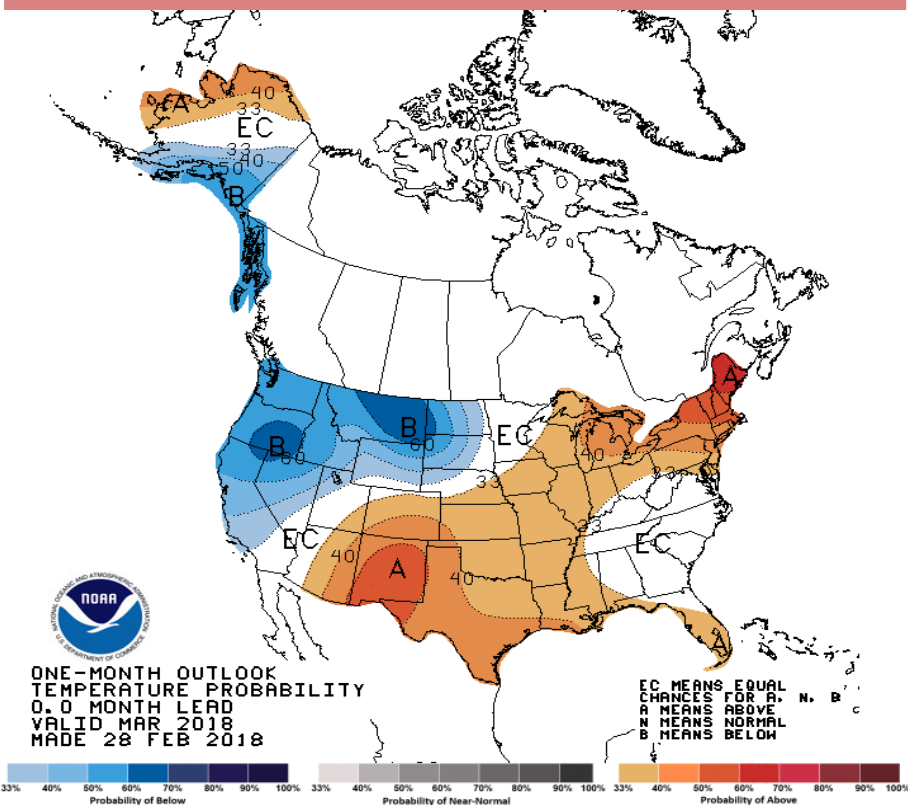 40
A
33
EC
33
40
50
B
A
B
B
60
60
EC
40
33
33
33
EC
EC
40
A
40
A
NATIONAL OCEANIC AND ATMOSPHERIC ADMINISTRATION
NOAA
U.S. DEPARTMENT OF COMMERCE
ONE-MONTH OUTLOOK
TEMPERATURE PROBABILITY
0.0 MONTH LEAD
VALID MAR 2018
MADE 28 FEB 2018
EC MEANS EQUAL
CHANCES FOR A, N, B
A MEANS ABOVE
N MEANS NORMAL
B MEANS BELOW
33% 40% 50% 60% 70% 80% 90% 100%
Probability of Below
33% 40% 50% 60% 70% 80% 90% 100%
Probability of Near-Normal
33% 40% 50% 60% 70% 80% 90% 100%
Probability of Above